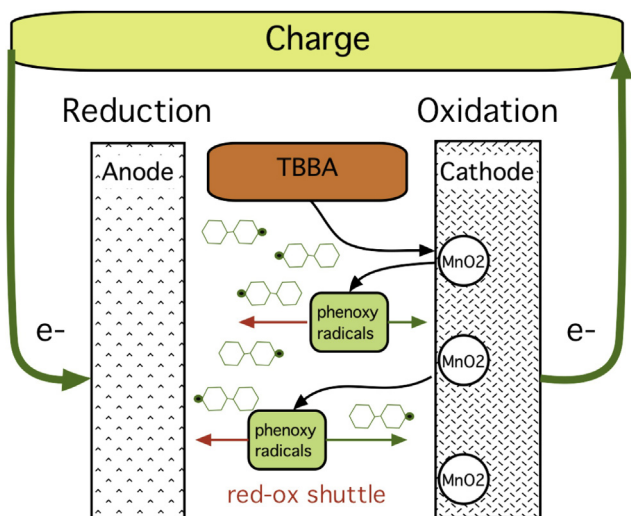 Charge
Reduction
Oxidation
Anode
TBBA
Cathode
MnO2
phenoxy
radicals
e-
e-
MnO2
phenoxy
radicals
MnO2
red-ox shuttle